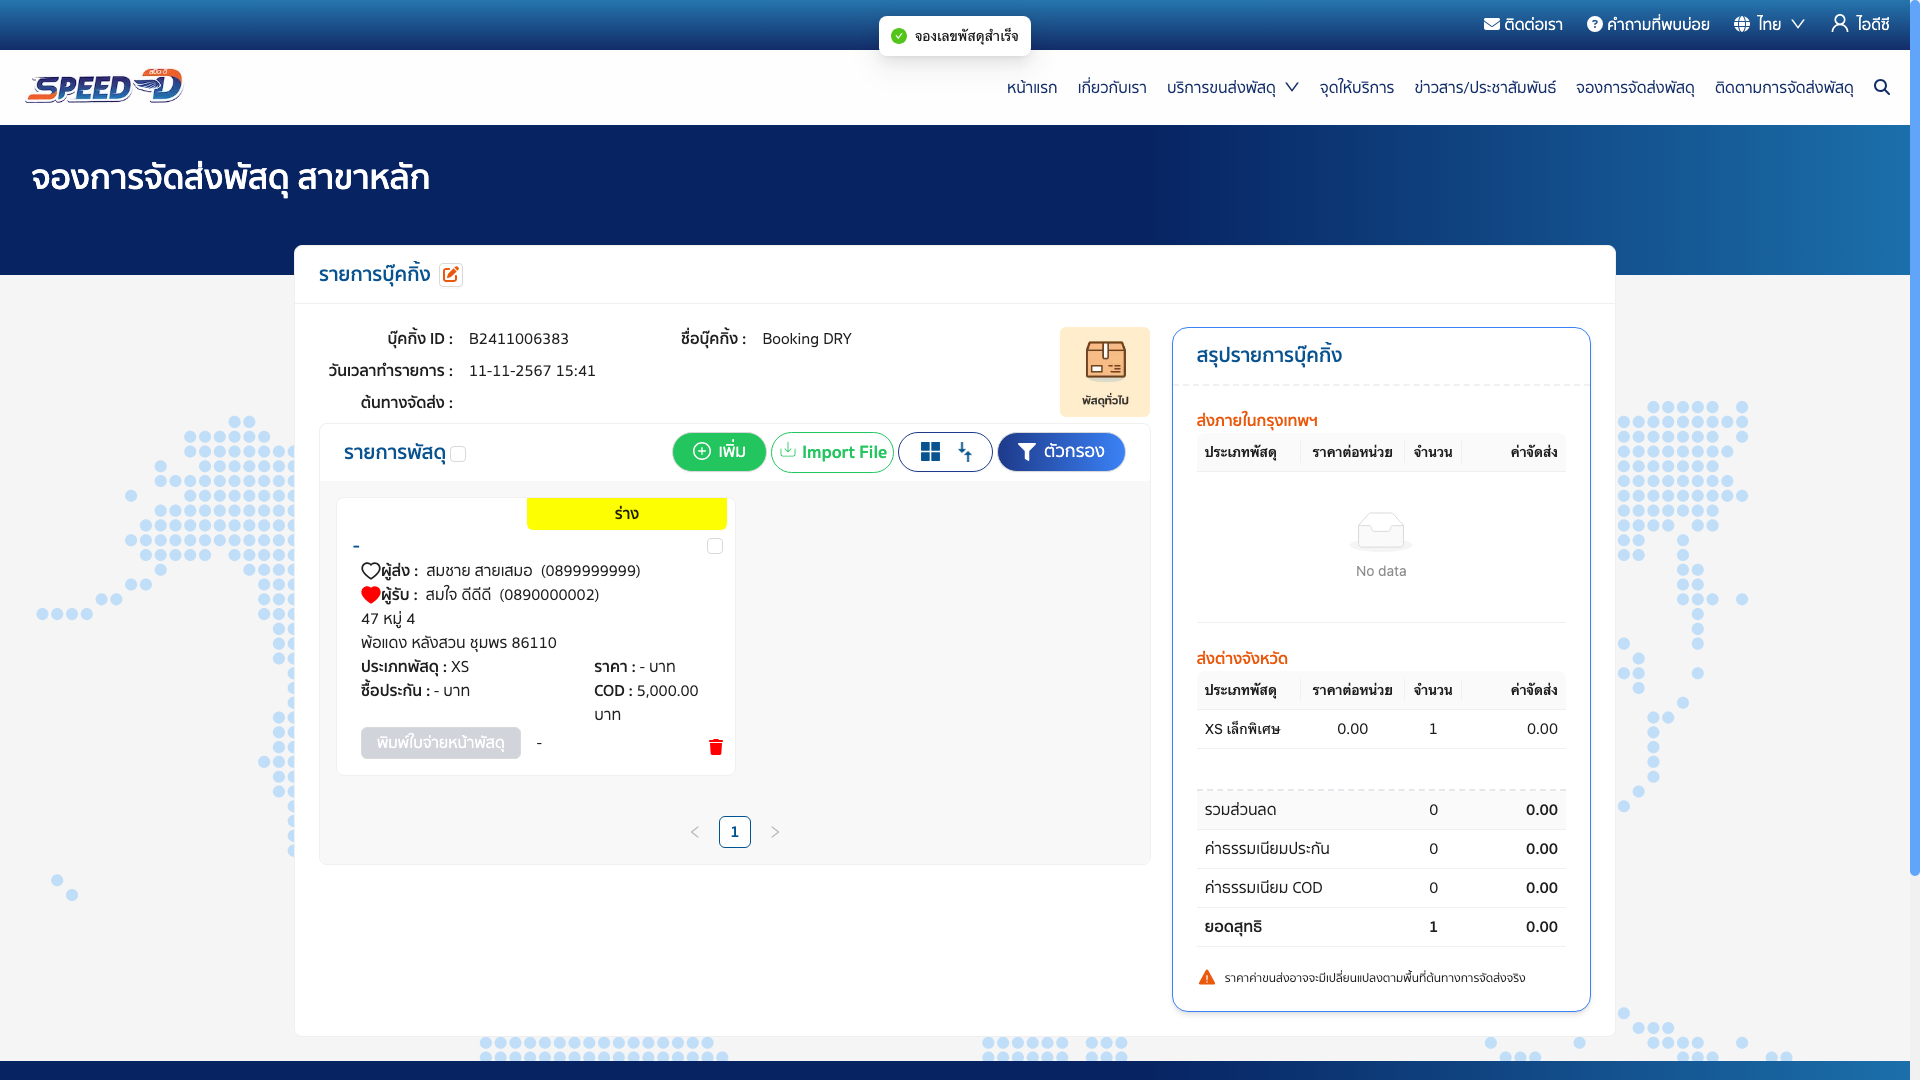 ติดต่อเรา คำถามที่พบบ่อย ไทย ไอดีซี
จองเลขพัสดุสำเร็จ
SPEED-D
หน้าแรก เกี่ยวกับเรา บริการขนส่งพัสดุ จุดให้บริการ ข่าวสาร/ประชาสัมพันธ์ จองการจัดส่งพัสดุ ติดตามการจัดส่งพัสดุ
จองการจัดส่งพัสดุ สาขาหลัก
รายการบุ๊คกิ้ง
บุ๊คกิ้ง ID : B2411006383 ชื่อบุ๊คกิ้ง : Booking DRY
วันเวลาทำรายการ : 11-11-2567 15:41
ต้นทางจัดส่ง :
พัสดุทั่วไป
รายการพัสดุ เพิ่ม Import File ตัวกรอง
ร่าง
-
ผู้ส่ง : สมชาย สายเสมอ (0899999999)
ผู้รับ : สมใจ ดีดีดี (0890000002)
47 หมู่ 4
พ้อแดง หลังสวน ชุมพร 86110
ประเภทพัสดุ : XS ราคา : - บาท
ซื้อประกัน : - บาท COD : 5,000.00 บาท
พิมพ์ใบจ่ายหน้าพัสดุ -
1
สรุปรายการบุ๊คกิ้ง
ส่งภายในกรุงเทพฯ
ประเภทพัสดุ ราคาต่อหน่วย จำนวน ค่าจัดส่ง
No data
ส่งต่างจังหวัด
ประเภทพัสดุ ราคาต่อหน่วย จำนวน ค่าจัดส่ง
XS เล็กพิเศษ 0.00 1 0.00
รวมส่วนลด 0 0.00
ค่าธรรมเนียมประกัน 0 0.00
ค่าธรรมเนียม COD 0 0.00
ยอดสุทธิ 1 0.00
ราคาค่าขนส่งอาจจะมีเปลี่ยนแปลงตามพื้นที่ต้นทางการจัดส่งจริง